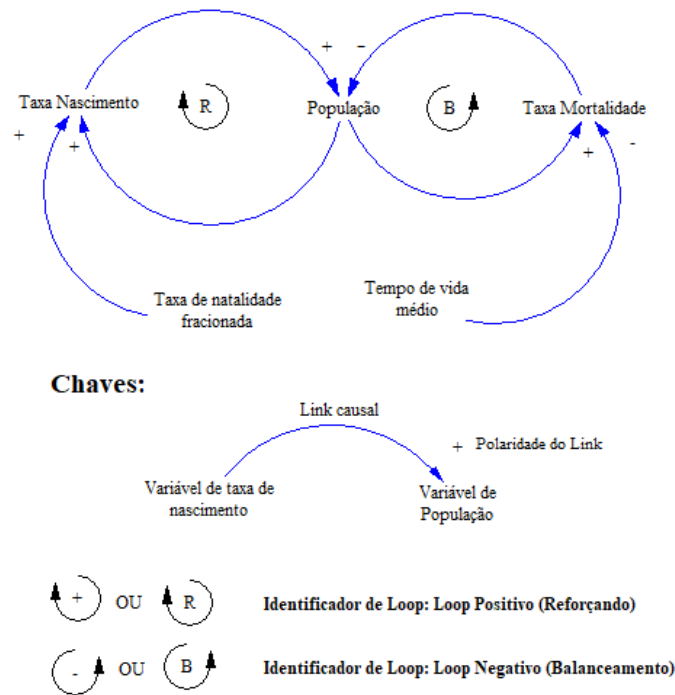 + -
Taxa Nascimento R População B Taxa Mortalidade
+ + + -
Taxa de natalidade
fracionada
Tempo de vida
médio
Chaves:
Link causal
+ Polaridade do Link
Variável de taxa de
nascimento
Variável de
População
+ OU R Identificador de Loop: Loop Positivo (Reforçando)
- OU B Identificador de Loop: Loop Negativo (Balanceamento)